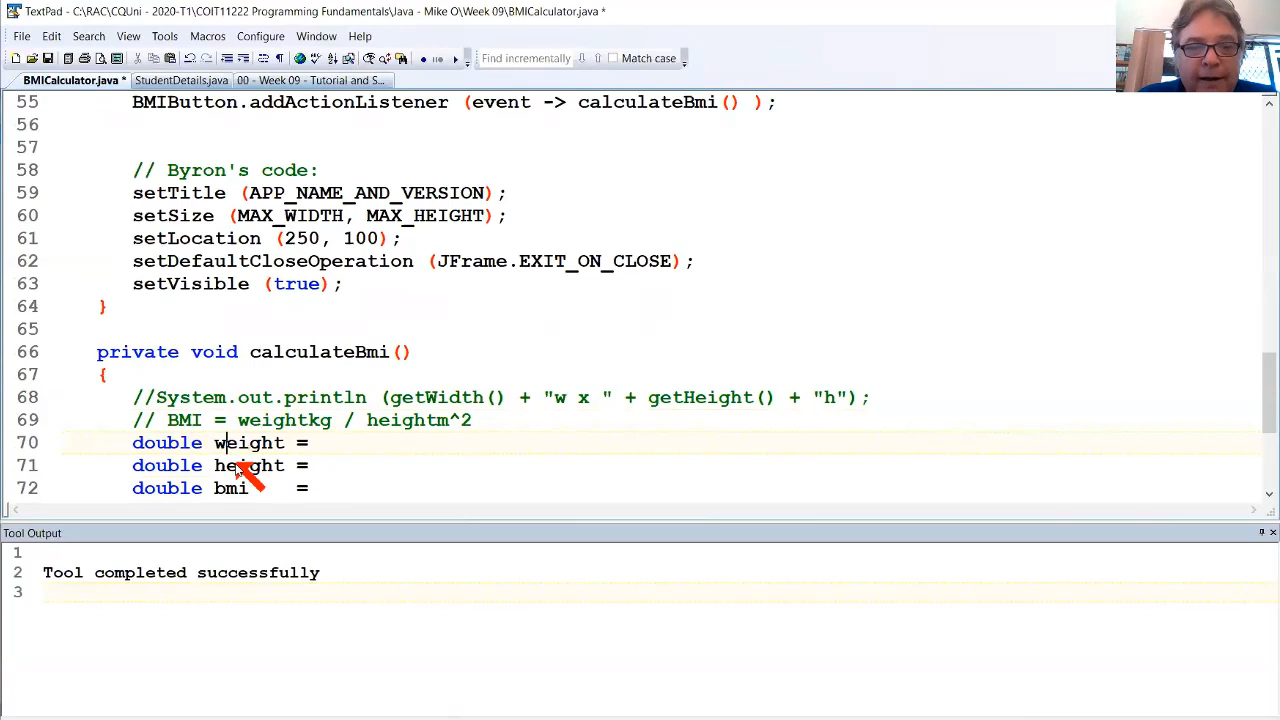 TextPad - C:\RAC\CQUni - 2020-T1\COIT11222 Programming Fundamentals\Java - Mike O\Week 09\BMICalculator.java *
File Edit Search View Tools Macros Configure Window Help
Find incrementally Match case
BMICalculator.java * StudentDetails.java 00 - Week 09 - Tutorial and S...
55 BMIButton.addActionListener (event -> calculateBmi() );
56
57
58 // Byron's code:
59 setTitle (APP_NAME_AND_VERSION);
60 setSize (MAX_WIDTH, MAX_HEIGHT);
61 setLocation (250, 100);
62 setDefaultCloseOperation (JFrame.EXIT_ON_CLOSE);
63 setVisible (true);
64 }
65
66 private void calculateBmi()
67 {
68 //System.out.println (getWidth() + "w x " + getHeight() + "h");
69 // BMI = weightkg / heightm^2
70 double weight =
71 double height =
72 double bmi =
Tool Output
1
2 Tool completed successfully
3